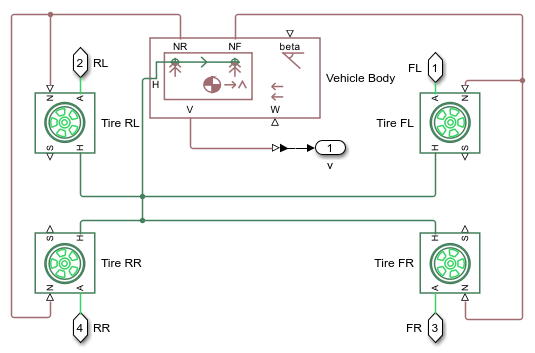 NR NF beta
2 RL FL 1
H Vehicle Body
N A V W A N
Tire RL Tire FL
S H 1 H S
v
S H H S
Tire RR Tire FR
N A A N
4 RR FR 3